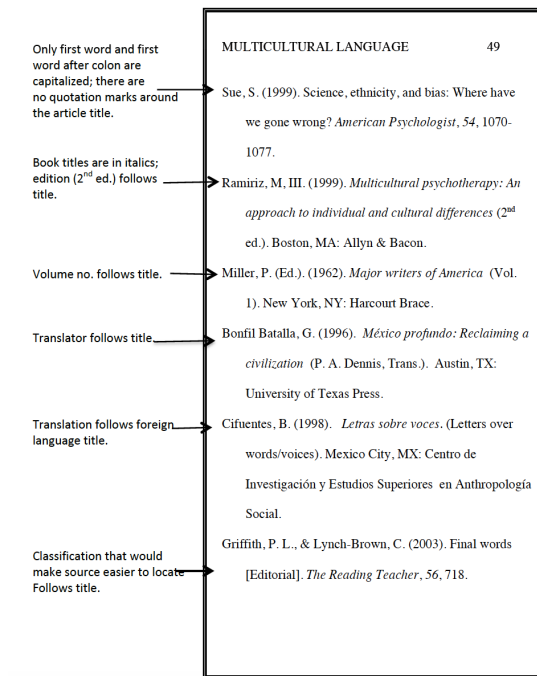 Only first word and first
word after colon are
capitalized; there are
no quotation marks around
the article title.
Book titles are in italics;
edition (2nd ed.) follows
title.
Volume no. follows title.
Translator follows title.
Translation follows foreign
language title.
Classification that would
make source easier to locate
Follows title.
MULTICULTURAL LANGUAGE 49
Sue, S. (1999). Science, ethnicity, and bias: Where have
we gone wrong? American Psychologist, 54, 1070-
1077.
Ramiriz, M, III. (1999). Multicultural psychotherapy: An
approach to individual and cultural differences (2nd
ed.). Boston, MA: Allyn & Bacon.
Miller, P. (Ed.). (1962). Major writers of America (Vol.
1). New York, NY: Harcourt Brace.
Bonfil Batalla, G. (1996). México profundo: Reclaiming a
civilization (P. A. Dennis, Trans.). Austin, TX:
University of Texas Press.
Cifuentes, B. (1998). Letras sobre voces. (Letters over
words/voices). Mexico City, MX: Centro de
Investigación y Estudios Superiores en Anthropología
Social.
Griffith, P. L., & Lynch-Brown, C. (2003). Final words
[Editorial]. The Reading Teacher, 56, 718.